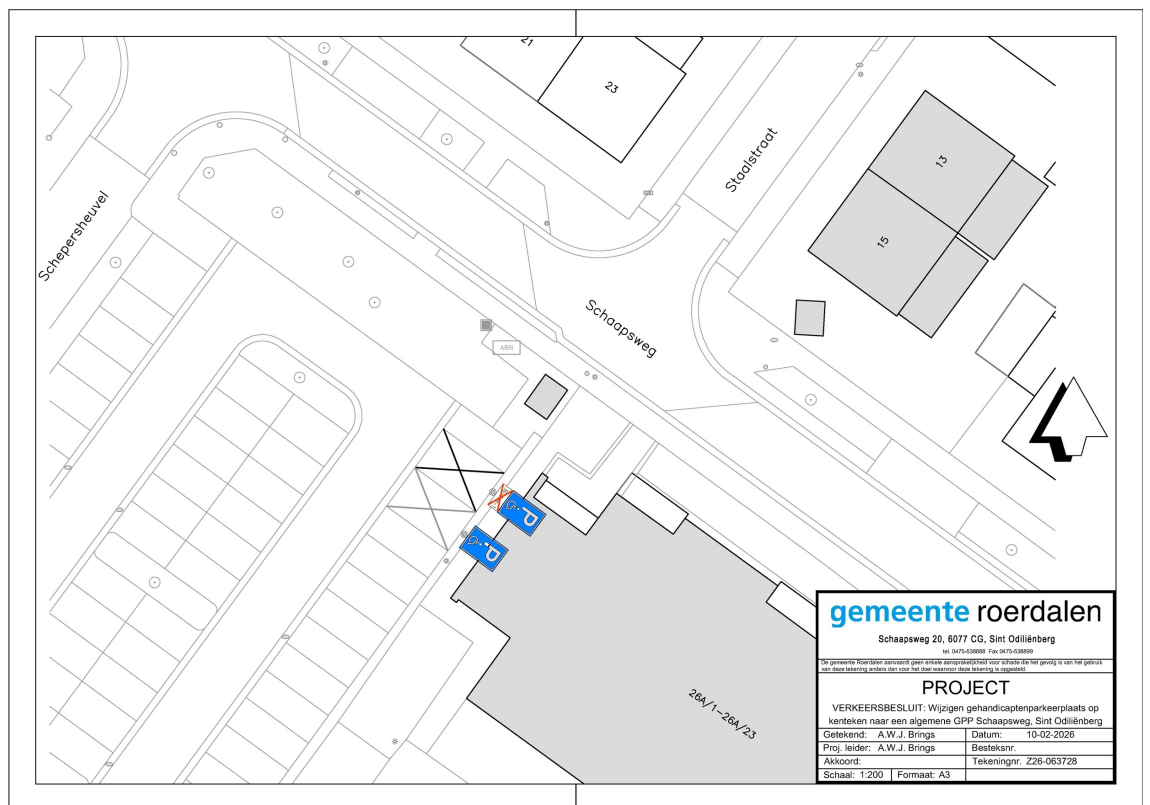 21
23
Staalstraat
13
15
Schepersheuvel
Schaapsweg
ABRI
P
P
26A/1-26A/23
gemeente roerdalen
Schaapsweg 20, 6077 CG, Sint Odiliënberg
tel. 0475-538888 Fax 0475-538899
De gemeente Roerdalen aanvaardt geen enkele aansprakelijkheid voor schade die het gevolg is van het gebruik
van deze tekening anders dan voor het doel waarvoor deze tekening is opgesteld.
PROJECT
VERKEERSBESLUIT: Wijzigen gehandicaptenparkeerplaats op
kenteken naar een algemene GPP Schaapsweg, Sint Odiliënberg
Getekend: A.W.J. Brings Datum: 10-02-2026
Proj. leider: A.W.J. Brings Besteksnr.
Akkoord: Tekeningnr. Z26-063728
Schaal: 1:200 Formaat: A3